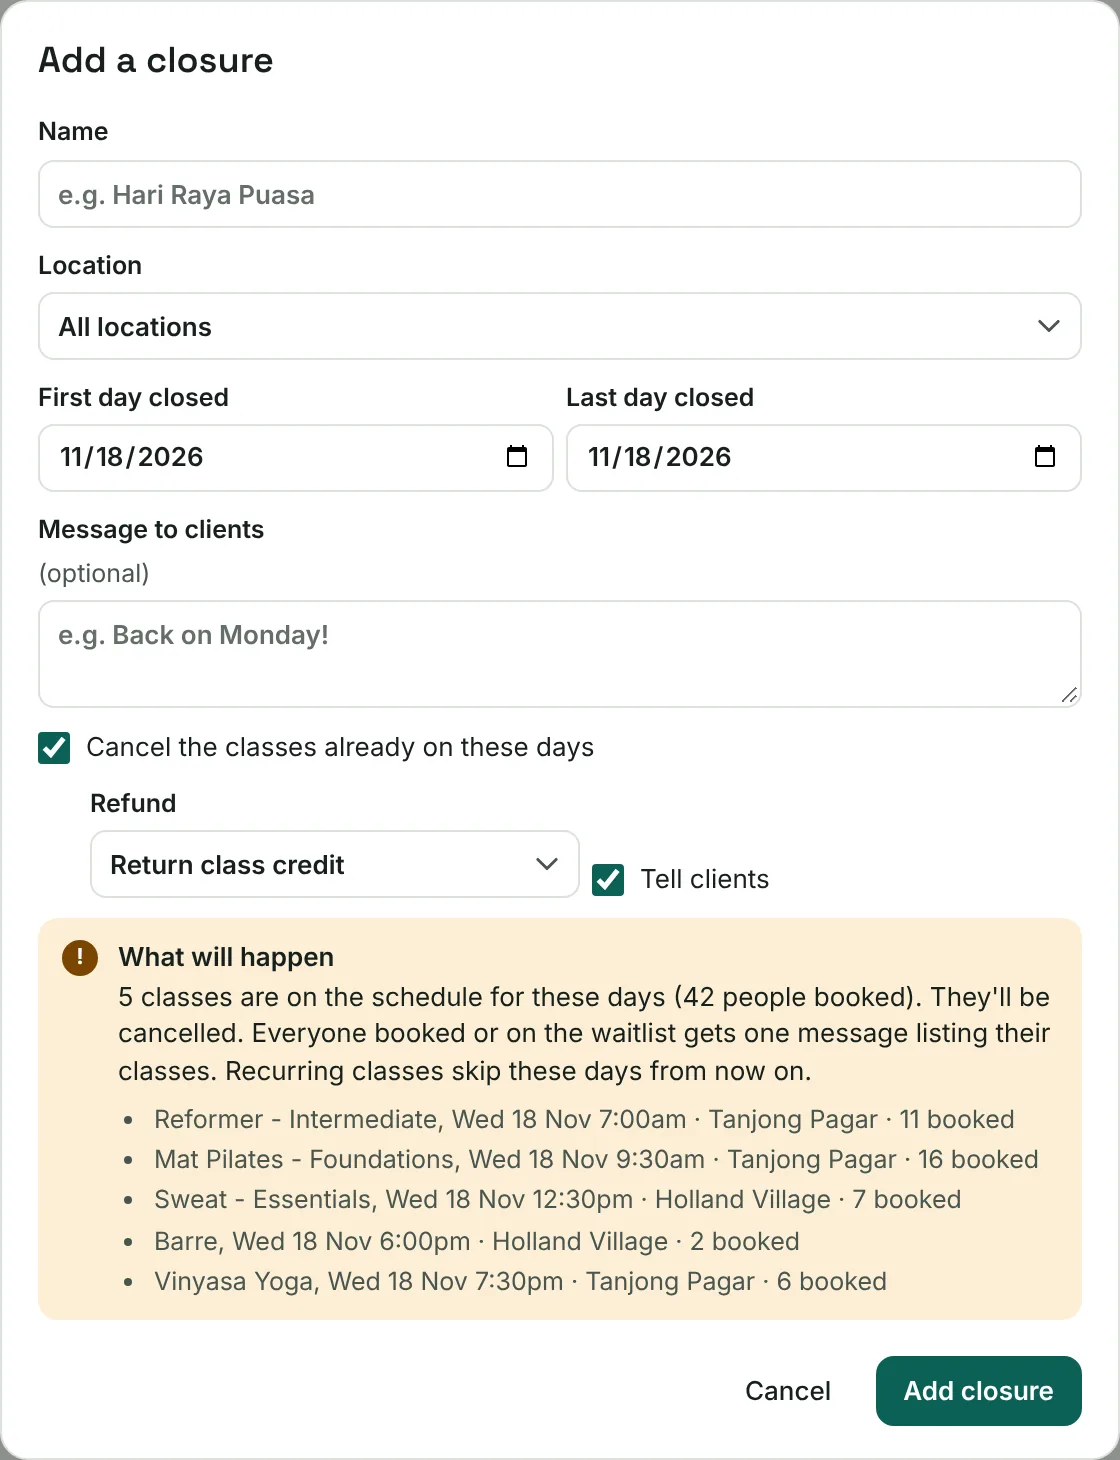 Add a closure
Name
e.g. Hari Raya Puasa
Location
All locations
First day closed
Last day closed
11/18/2026
11/18/2026
Message to clients
(optional)
e.g. Back on Monday!
Cancel the classes already on these days
Refund
Return class credit
Tell clients
!
What will happen
5 classes are on the schedule for these days (42 people booked). They'll be
cancelled. Everyone booked or on the waitlist gets one message listing their
classes. Recurring classes skip these days from now on.
• Reformer - Intermediate, Wed 18 Nov 7:00am · Tanjong Pagar · 11 booked
• Mat Pilates - Foundations, Wed 18 Nov 9:30am · Tanjong Pagar · 16 booked
• Sweat - Essentials, Wed 18 Nov 12:30pm · Holland Village · 7 booked
• Barre, Wed 18 Nov 6:00pm · Holland Village · 2 booked
• Vinyasa Yoga, Wed 18 Nov 7:30pm · Tanjong Pagar · 6 booked
Cancel
Add closure